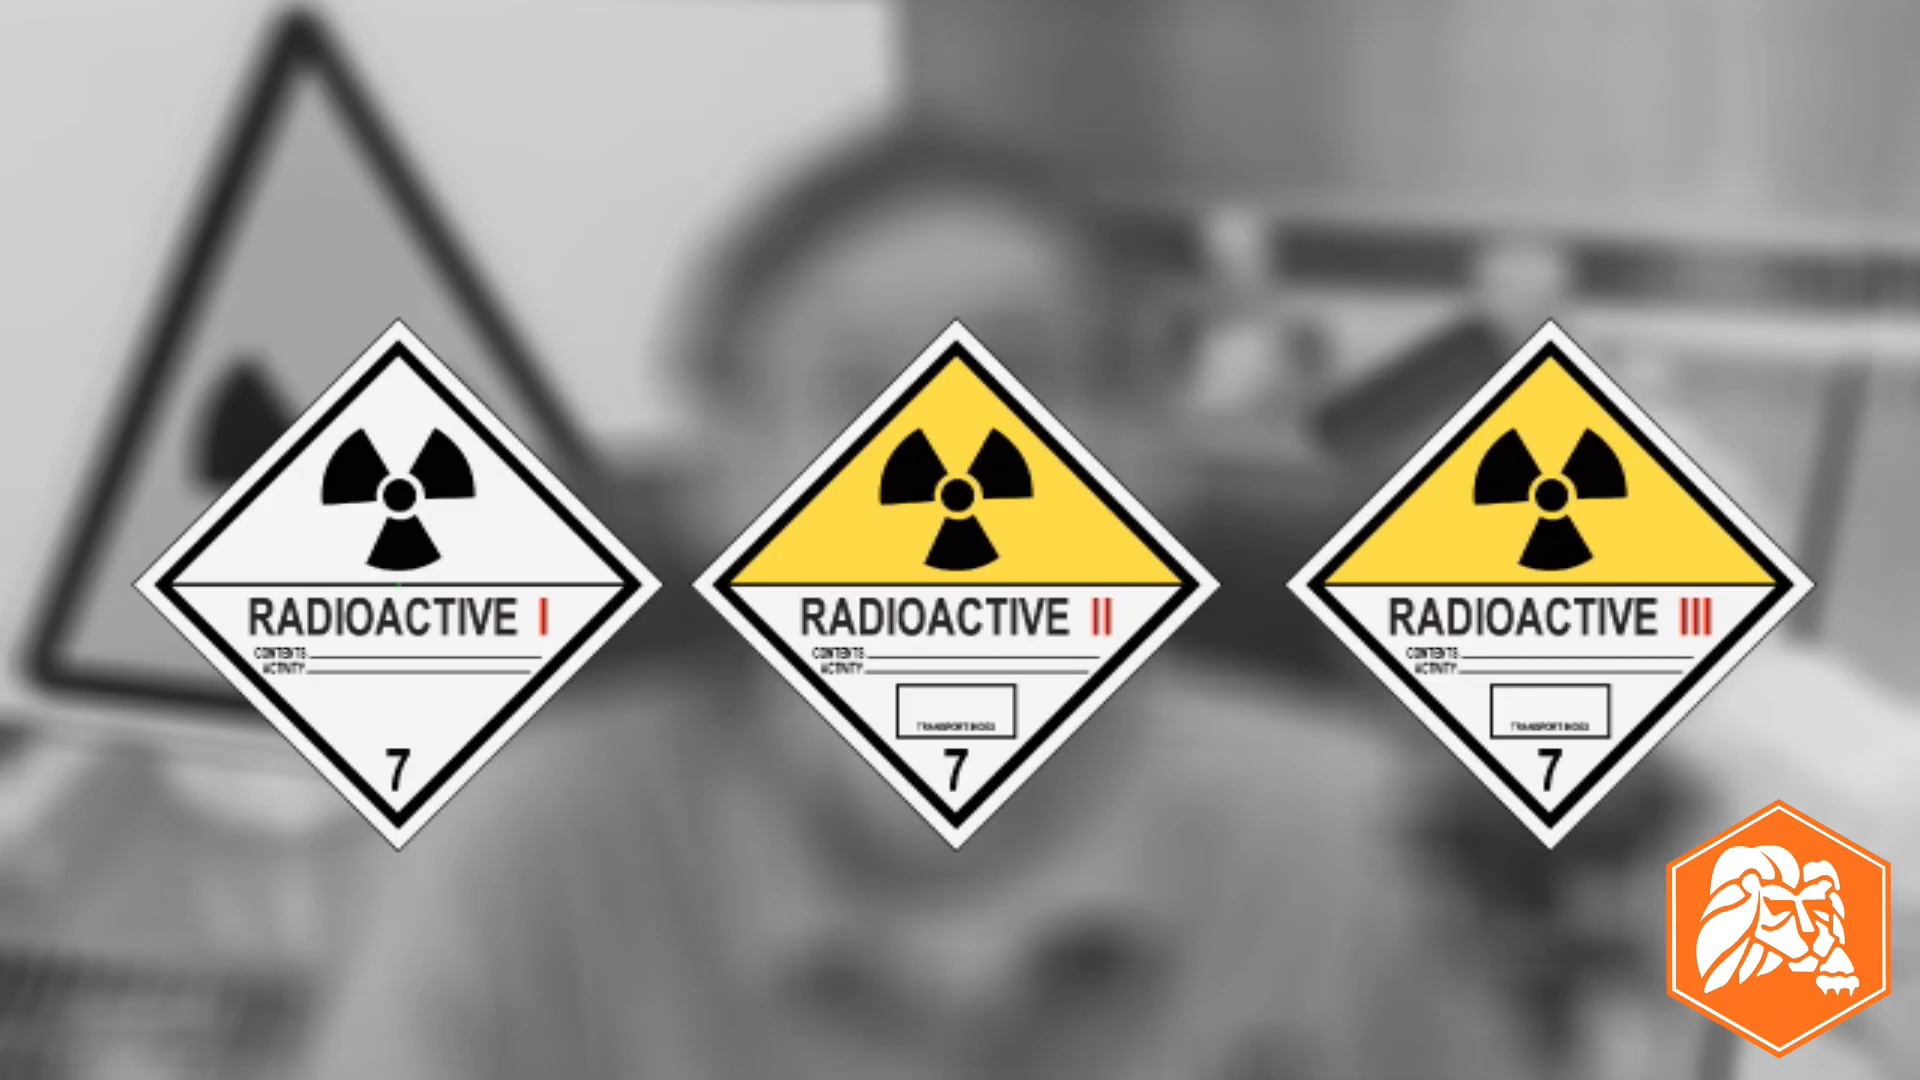 RADIOACTIVE I
CONTENTS
ACTIVITY
7
RADIOACTIVE II
CONTENTS
ACTIVITY
TRANSPORT INDEX
7
RADIOACTIVE III
CONTENTS
ACTIVITY
TRANSPORT INDEX
7